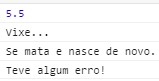 5.5
Vixe...
Se mata e nasce de novo.
Teve algum erro!